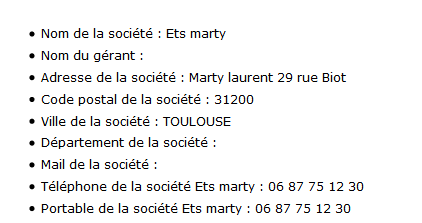 • Nom de la société : Ets marty
• Nom du gérant :
• Adresse de la société : Marty laurent 29 rue Biot
• Code postal de la société : 31200
• Ville de la société : TOULOUSE
• Département de la société :
• Mail de la société :
• Téléphone de la société Ets marty : 06 87 75 12 30
• Portable de la société Ets marty : 06 87 75 12 30